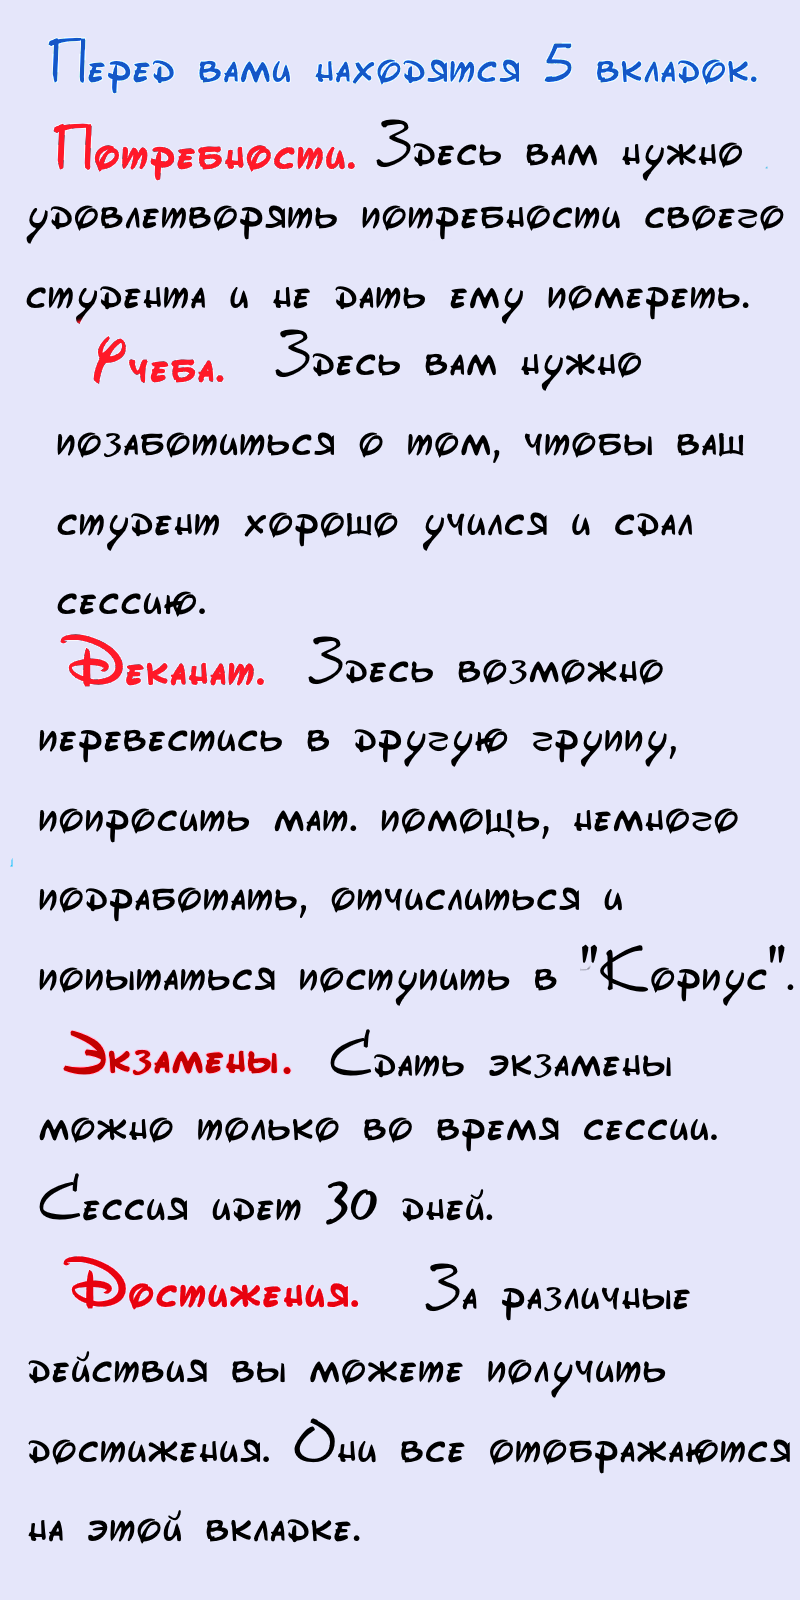 Перед вами находятся 5 вкладок.
Потребности. Здесь вам нужно
удовлетворять потребности своего
студента и не дать ему помереть.
Учеба. Здесь вам нужно
позаботиться о том, чтобы ваш
студент хорошо учился и сдал
сессию.
Деканат. Здесь возможно
перевестись в другую группу,
попросить мат. помощь, немного
подработать, отчислиться и
попытаться поступить в "Корпус".
Экзамены. Сдать экзамены
можно только во время сессии.
Сессия идет 30 дней.
Достижения. За различные
действия вы можете получить
достижения. Они все отображаются
на этой вкладке.